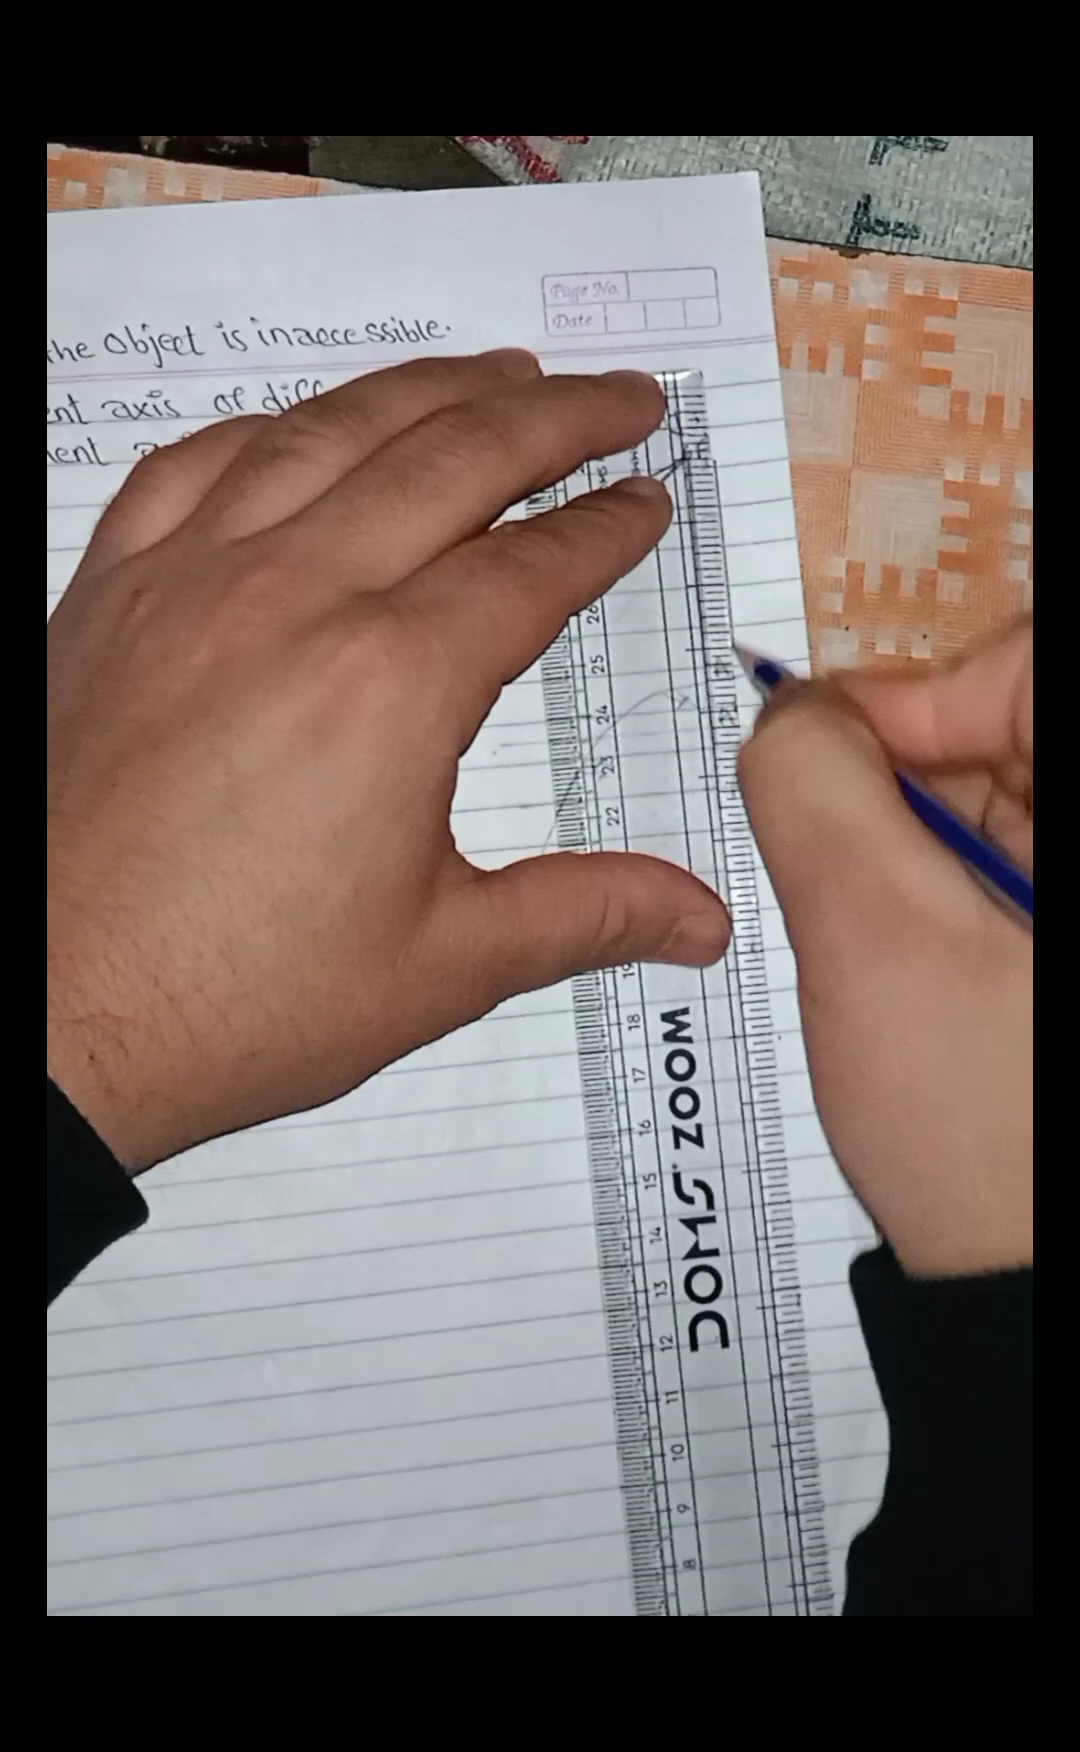 Page No.
Date
the object is inaccessible.
nt axis of diff
ent
26
25
24
23
22
19
18
17
16
15
14
13
12
11
10
9
8
DOMS ZOOM